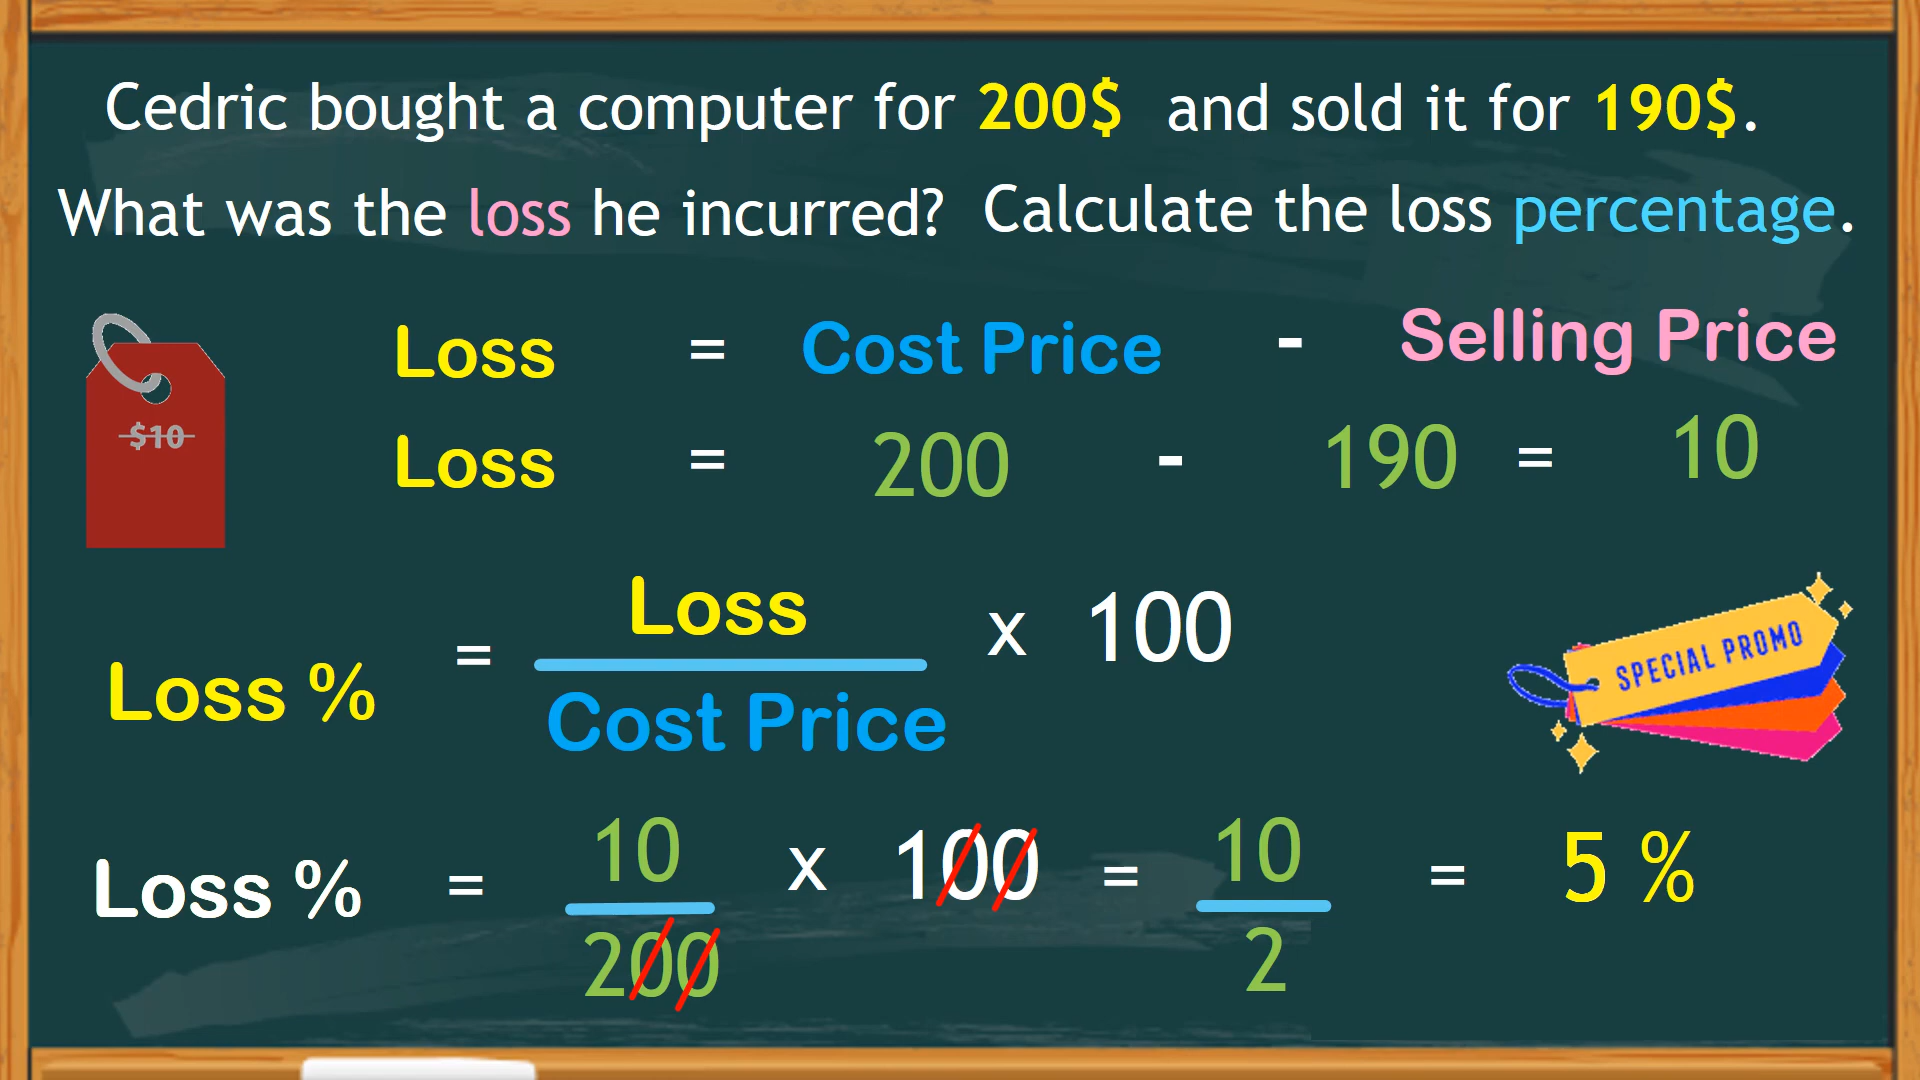 Cedric bought a computer for 200$ and sold it for 190$.
What was the loss he incurred? Calculate the loss percentage.
Loss = Cost Price - Selling Price
$10
Loss = 200 - 190 = 10
Loss
Loss % = x 100
Cost Price
SPECIAL PROMO
10 10
Loss % = x 100 = = 5 %
200 2